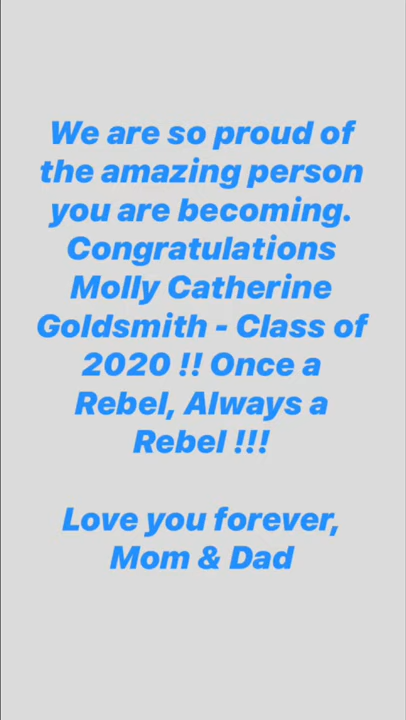 We are so proud of
the amazing person
you are becoming.
Congratulations
Molly Catherine
Goldsmith - Class of
2020 !! Once a
Rebel, Always a
Rebel !!!
Love you forever,
Mom & Dad